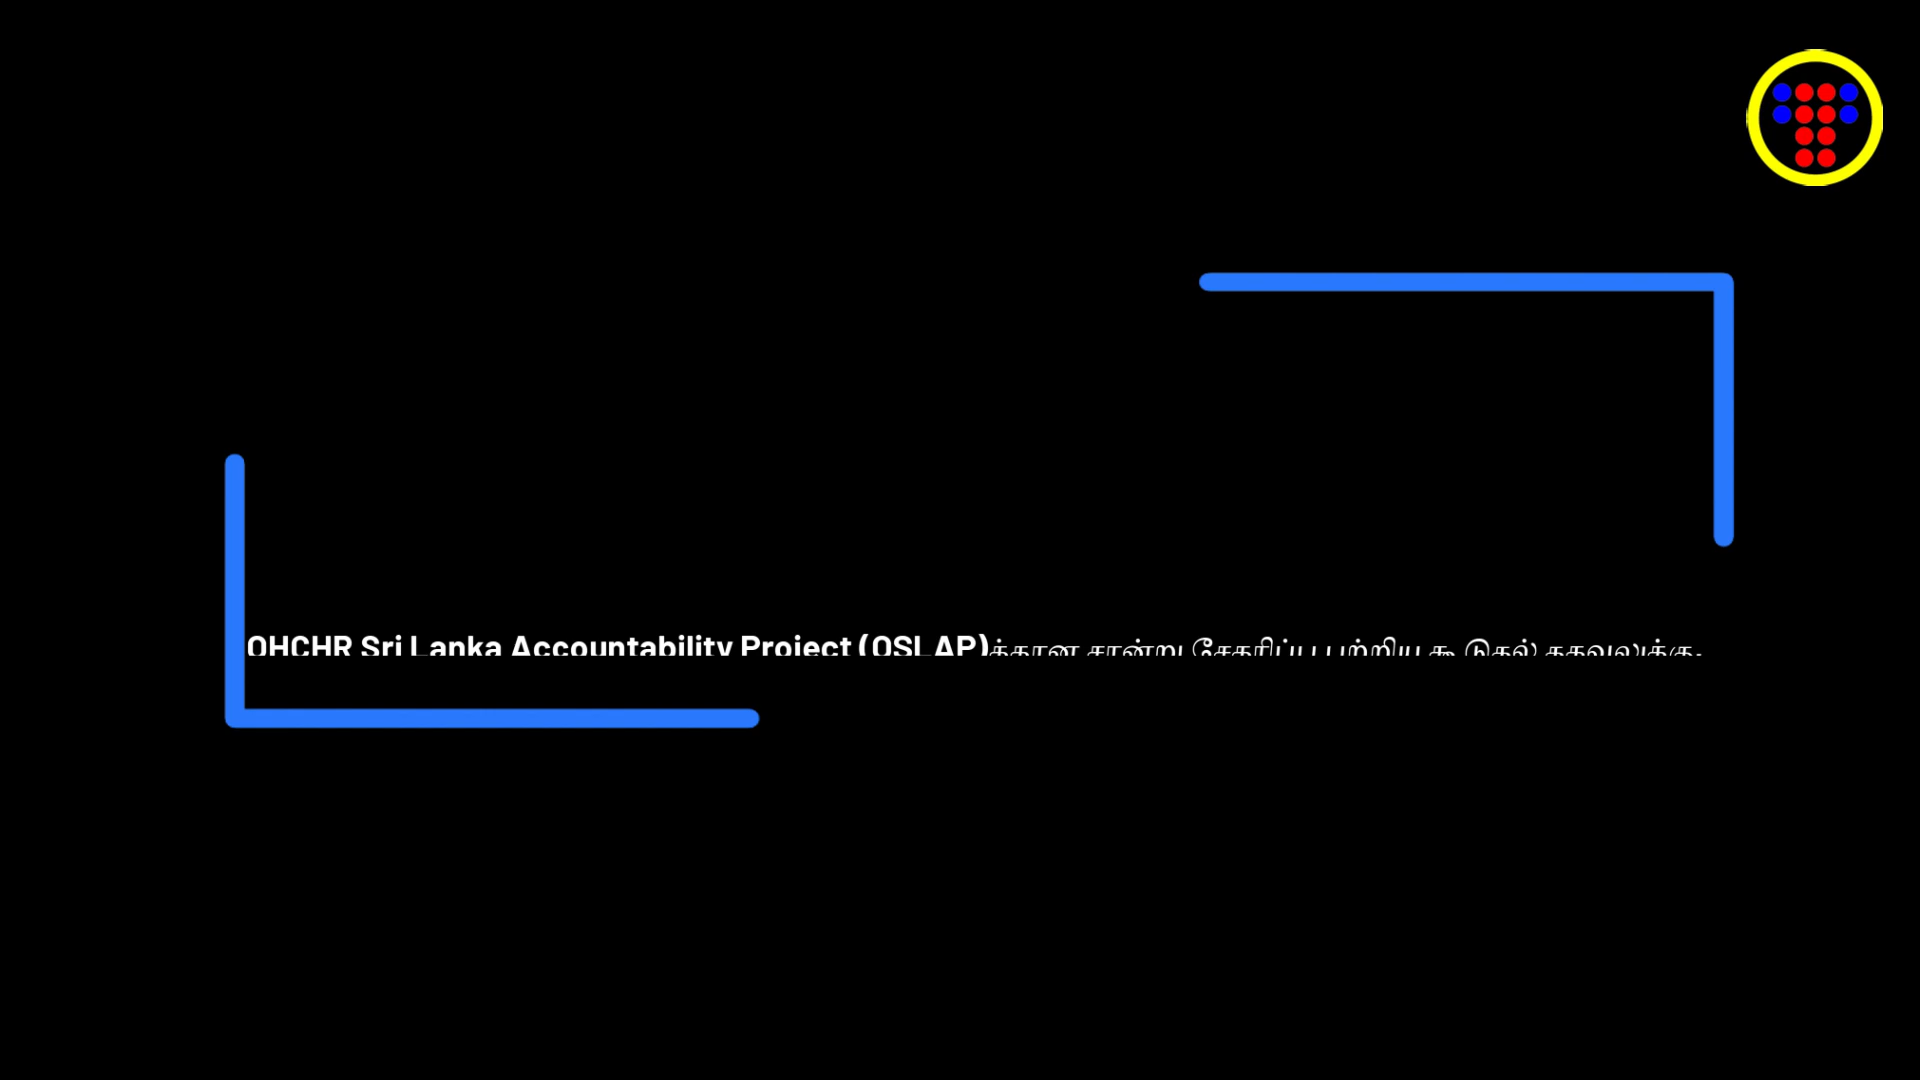 OHCHR Sri Lanka Accountability Project (OSLAP)க்கான சான்று சேகரிப்பு பற்றிய கூடுதல் தகவலுக்கு.